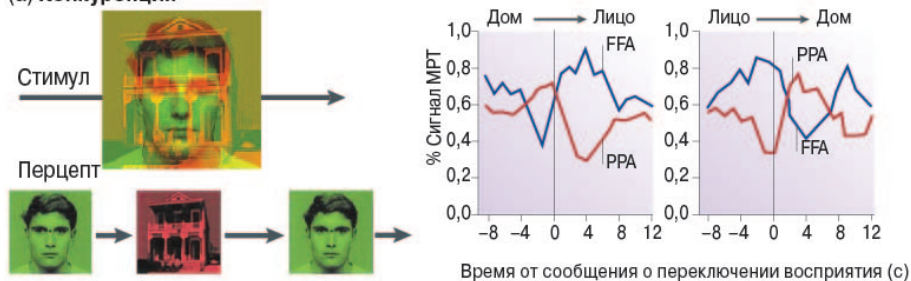 (а) Конкуренция
Стимул
Перцепт
Дом → Лицо
Лицо → Дом
% Сигнал МРТ
1,0
0,8
0,6
0,4
0,2
0,0
FFA
PPA
–8 –4 0 4 8 12
1,0
0,8
0,6
0,4
0,2
0,0
PPA
FFA
–8 –4 0 4 8 12
Время от сообщения о переключении восприятия (с)